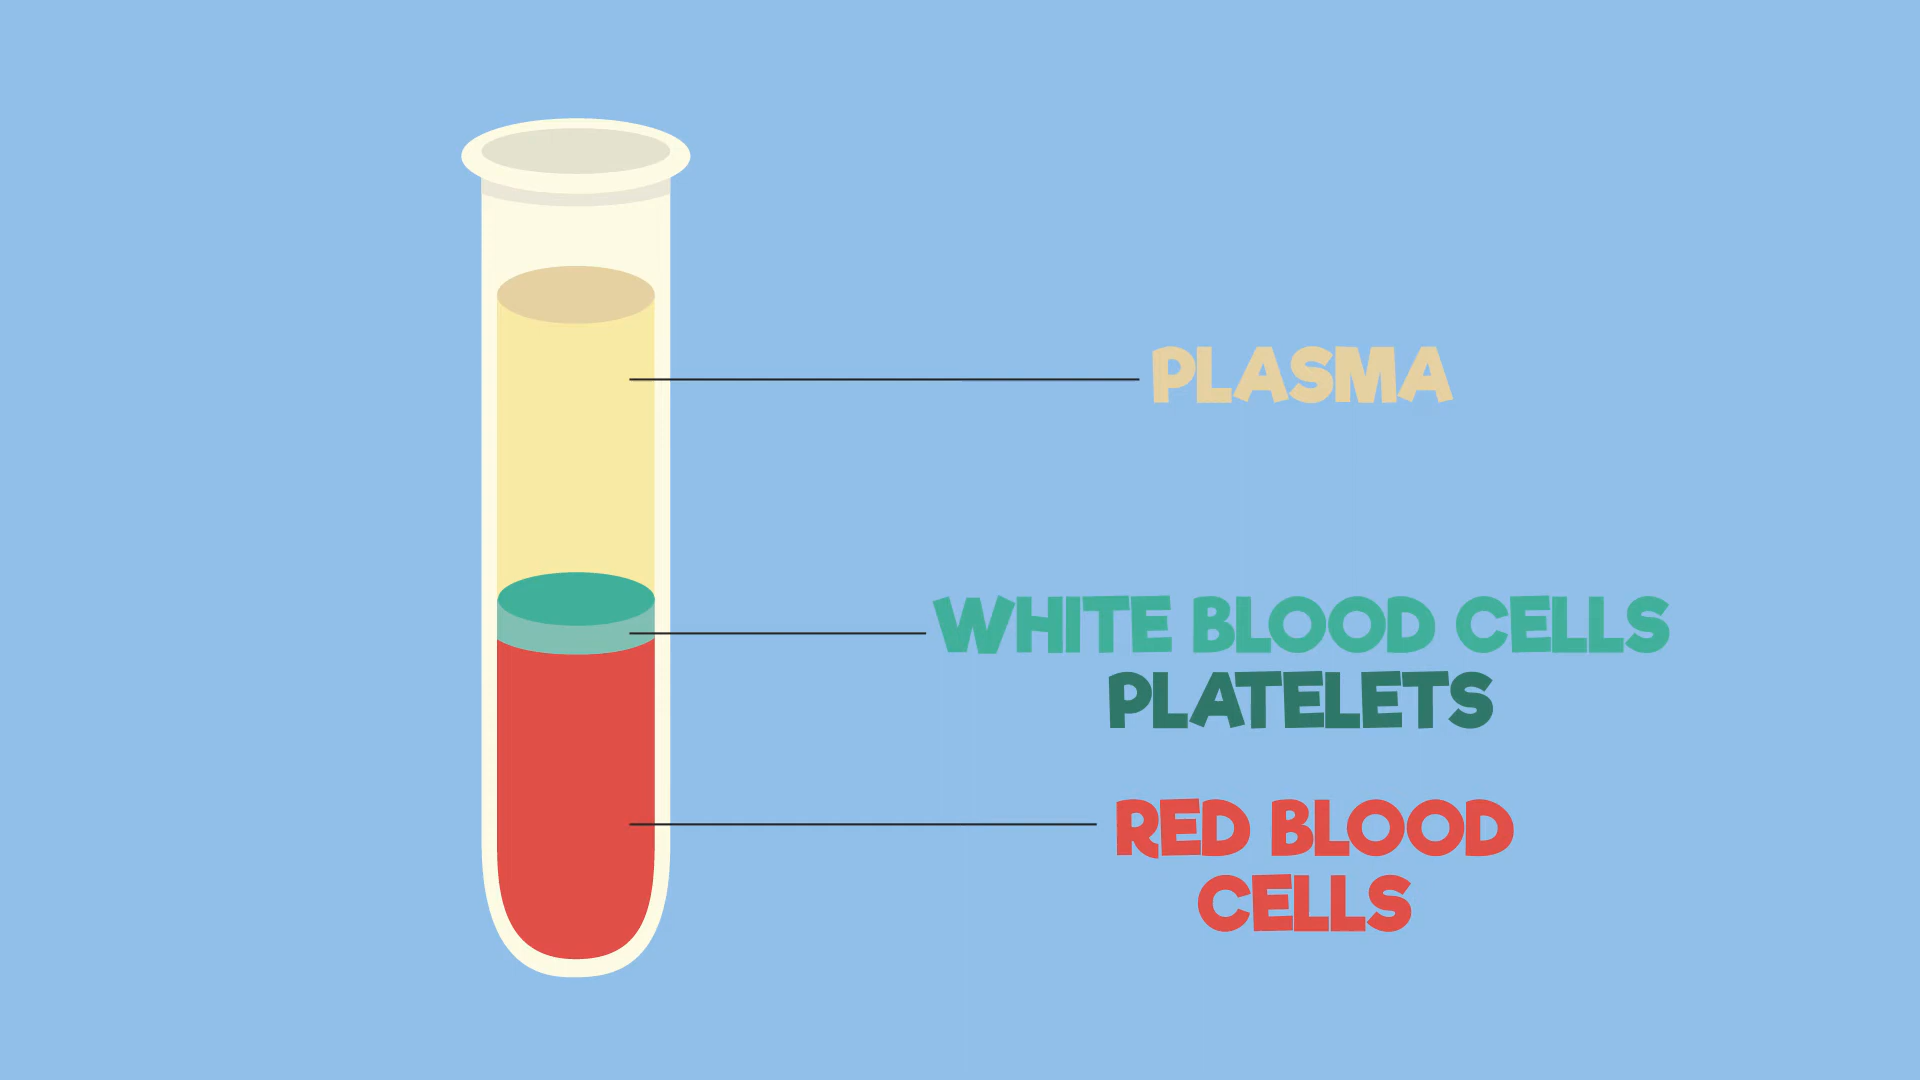 PLASMA
WHITE BLOOD CELLS
PLATELETS
RED BLOOD
CELLS